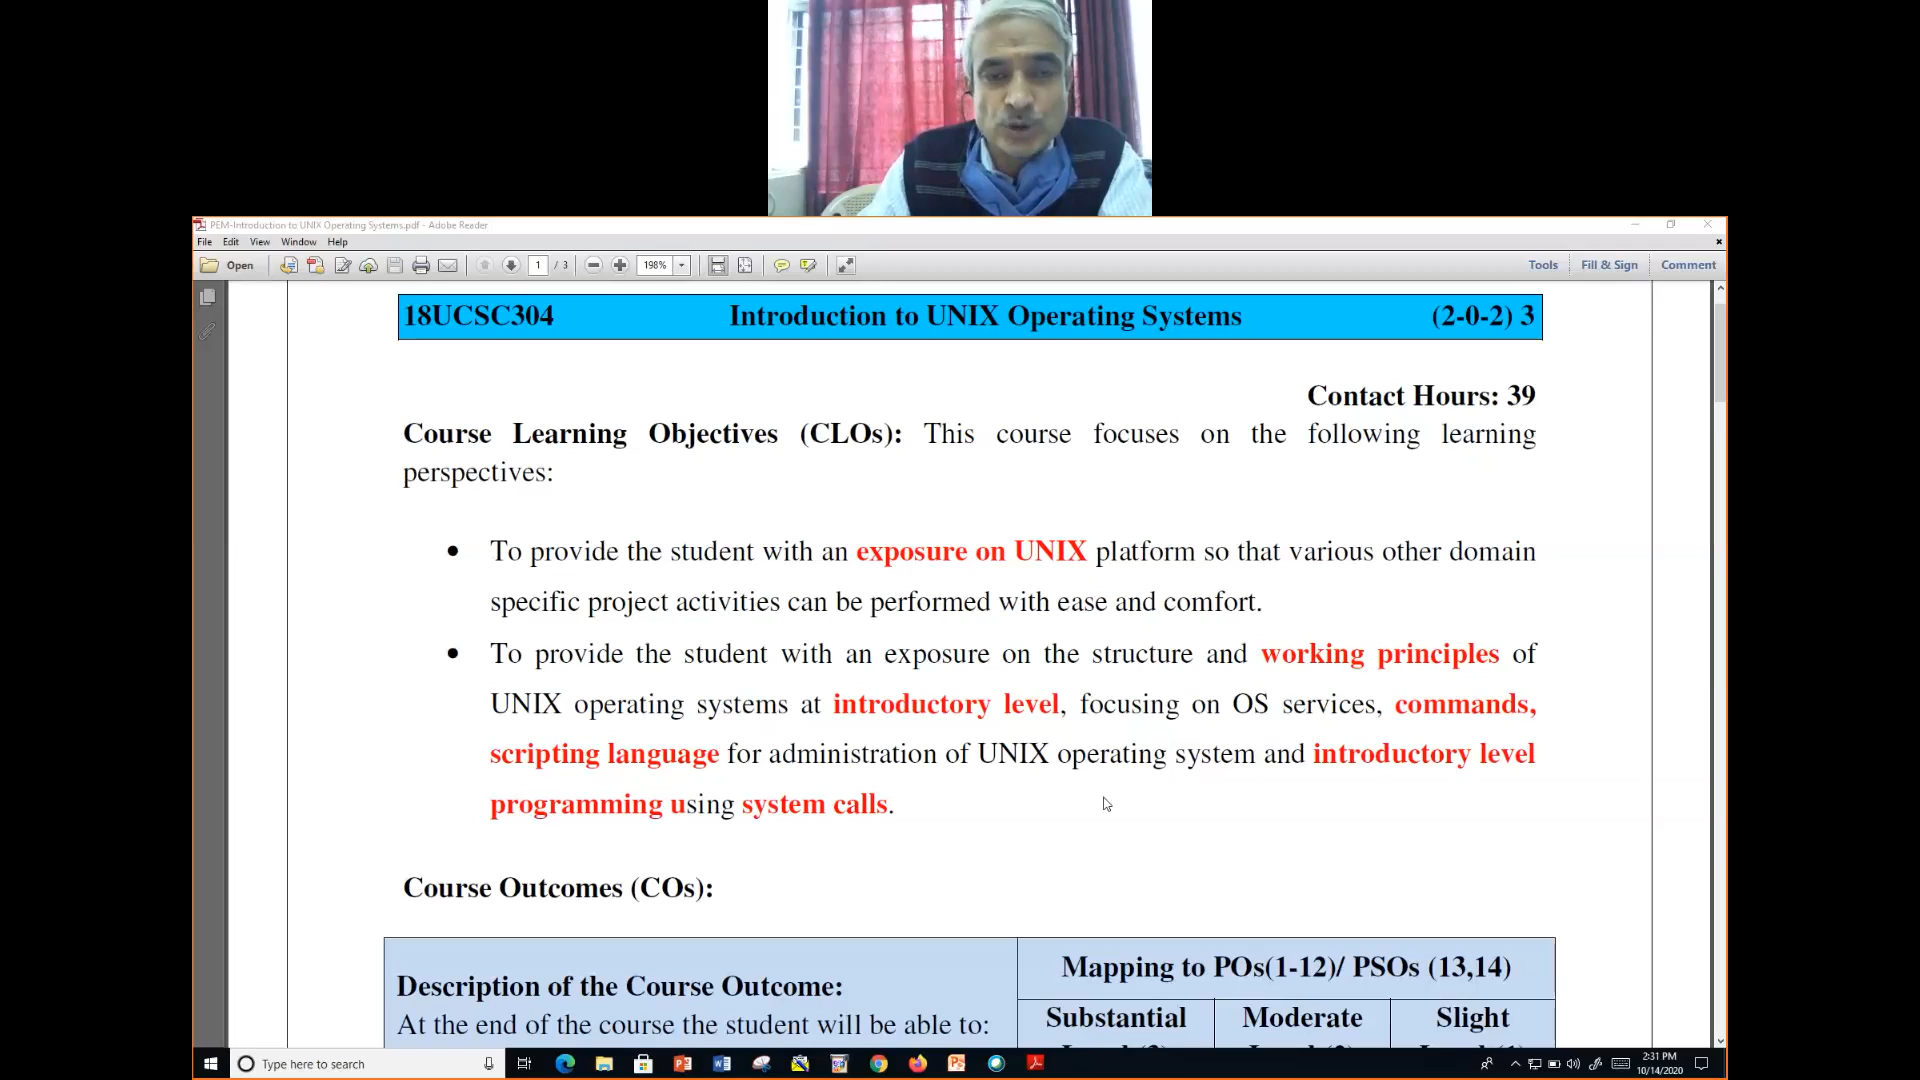 PEM-Introduction to UNIX Operating Systems.pdf - Adobe Reader
File Edit View Window Help
Open 1 / 3 198% Tools Fill & Sign Comment
18UCSC304 Introduction to UNIX Operating Systems (2-0-2) 3
Contact Hours: 39
Course Learning Objectives (CLOs): This course focuses on the following learning
perspectives:
• To provide the student with an exposure on UNIX platform so that various other domain
specific project activities can be performed with ease and comfort.
• To provide the student with an exposure on the structure and working principles of
UNIX operating systems at introductory level, focusing on OS services, commands,
scripting language for administration of UNIX operating system and introductory level
programming using system calls.
Course Outcomes (COs):
Mapping to POs(1-12)/ PSOs (13,14)
Description of the Course Outcome:
At the end of the course the student will be able to:
Substantial Moderate Slight
Type here to search
2:31 PM
10/14/2020